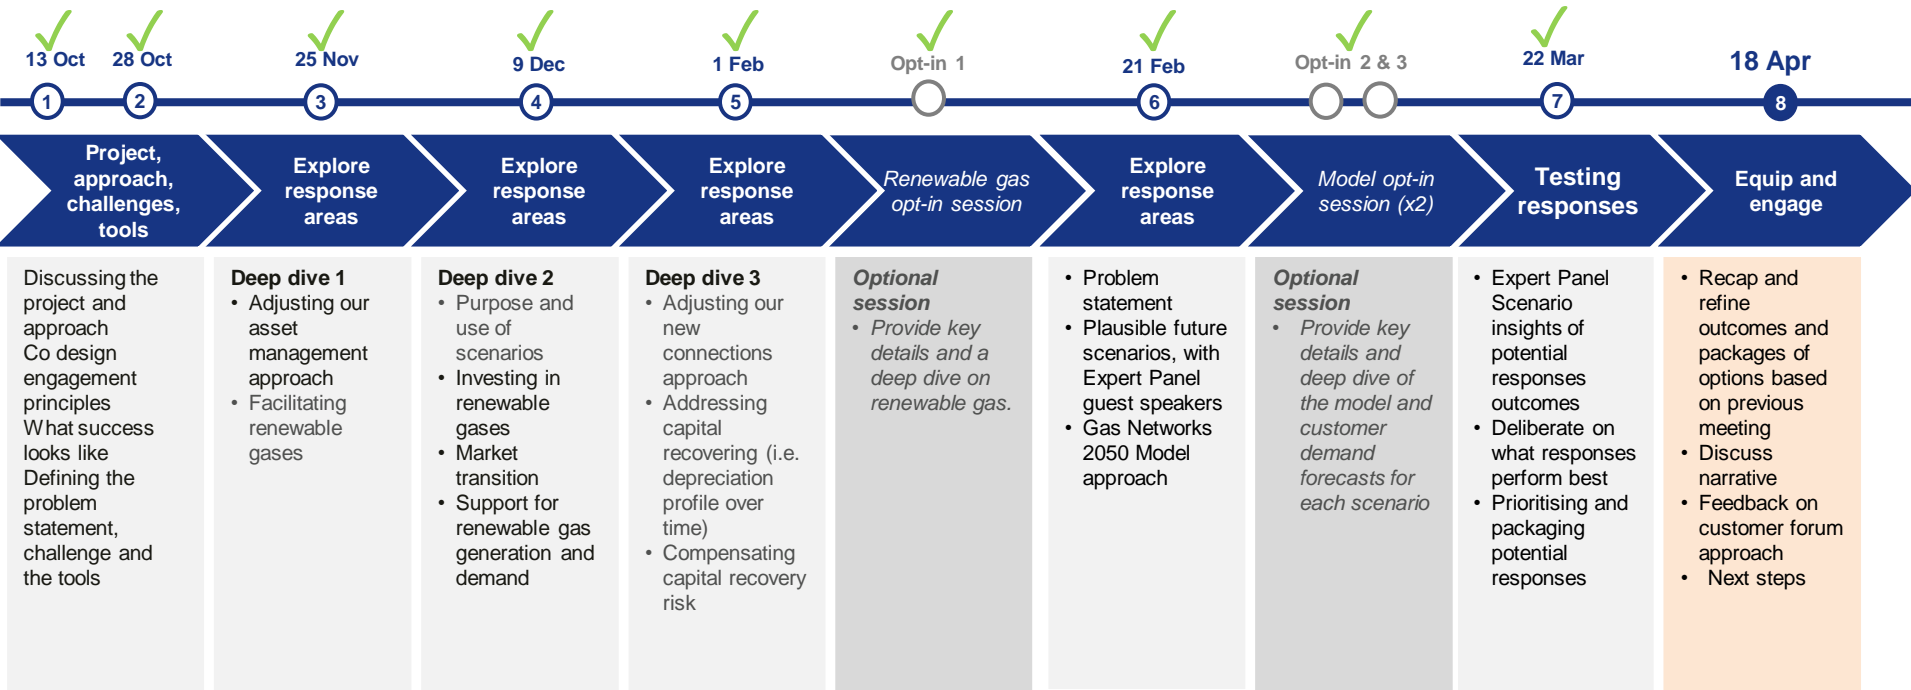 13 Oct
28 Oct
25 Nov
9 Dec
1 Feb
Opt-in 1
21 Feb
Opt-in 2 & 3
22 Mar
18 Apr
1
2
3
4
5
6
7
8
Project,
approach,
challenges,
tools
Explore
response
areas
Explore
response
areas
Explore
response
areas
Renewable gas
opt-in session
Explore
response
areas
Model opt-in
session (x2)
Testing
responses
Equip and
engage
Discussing the
project and
approach
Co design
engagement
principles
What success
looks like
Defining the
problem
statement,
challenge and
the tools
Deep dive 1
• Adjusting our
asset
management
approach
• Facilitating
renewable
gases
Deep dive 2
• Purpose and
use of
scenarios
• Investing in
renewable
gases
• Market
transition
• Support for
renewable gas
generation and
demand
Deep dive 3
• Adjusting our
new
connections
approach
• Addressing
capital
recovering (i.e.
depreciation
profile over
time)
• Compensating
capital recovery
risk
Optional
session
• Provide key
details and a
deep dive on
renewable gas.
• Problem
statement
• Plausible future
scenarios, with
Expert Panel
guest speakers
• Gas Networks
2050 Model
approach
Optional
session
• Provide key
details and
deep dive of
the model and
customer
demand
forecasts for
each scenario
• Expert Panel
Scenario
insights of
potential
responses
outcomes
• Deliberate on
what responses
perform best
• Prioritising and
packaging
potential
responses
• Recap and
refine
outcomes and
packages of
options based
on previous
meeting
• Discuss
narrative
• Feedback on
customer forum
approach
• Next steps